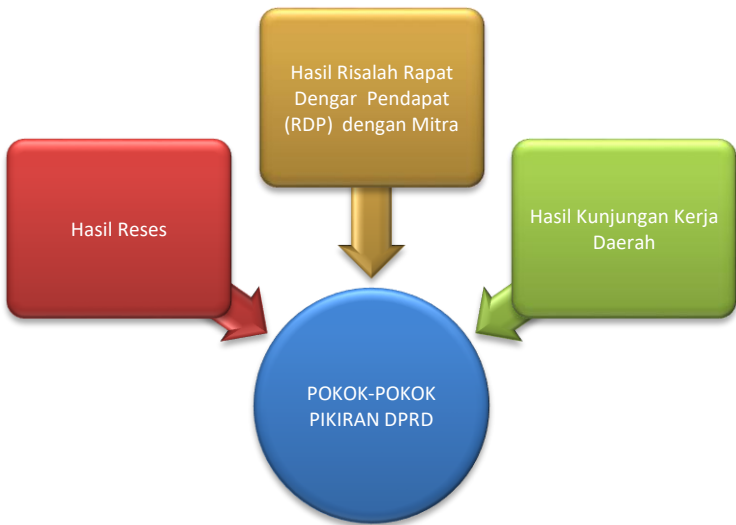 Hasil Risalah Rapat
Dengar Pendapat
(RDP) dengan Mitra
Hasil Reses
Hasil Kunjungan Kerja
Daerah
POKOK-POKOK
PIKIRAN DPRD